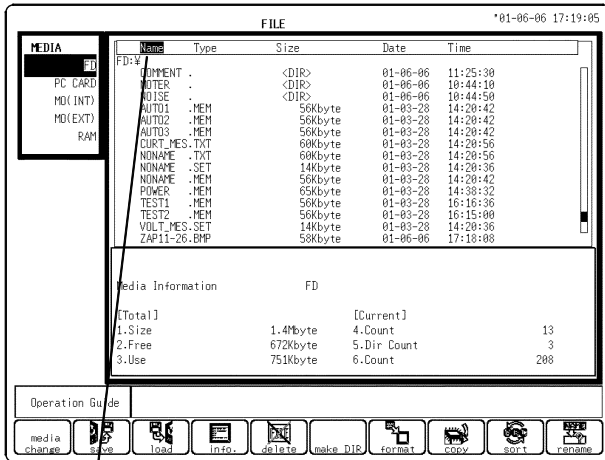 FILE '01-06-06 17:19:05
MEDIA
FD
PC CARD
MO(INT)
MO(EXT)
RAM
Name Type Size Date Time
FD:¥
COMMENT . <DIR> 01-06-06 11:25:30
MOTER . <DIR> 01-06-06 10:44:10
NOISE . <DIR> 01-06-06 10:44:50
AUTO1 .MEM 56Kbyte 01-03-28 14:20:42
AUTO2 .MEM 56Kbyte 01-03-28 14:20:42
AUTO3 .MEM 56Kbyte 01-03-28 14:20:42
CURT_MES.TXT 60Kbyte 01-03-28 14:20:56
NONAME .TXT 60Kbyte 01-03-28 14:20:56
NONAME .SET 14Kbyte 01-03-28 14:20:36
NONAME .MEM 56Kbyte 01-03-28 14:20:42
POWER .MEM 65Kbyte 01-03-28 14:38:32
TEST1 .MEM 56Kbyte 01-03-28 16:16:36
TEST2 .MEM 56Kbyte 01-03-28 16:15:00
VOLT_MES.SET 14Kbyte 01-03-28 14:20:36
ZAP11-26.BMP 58Kbyte 01-06-06 17:18:08
Media Information FD
[Total] [Current]
1.Size 1.4Mbyte 4.Count 13
2.Free 672Kbyte 5.Dir Count 3
3.Use 751Kbyte 6.Count 208
Operation Guide
media change save load info. delete make DIR format copy sort rename